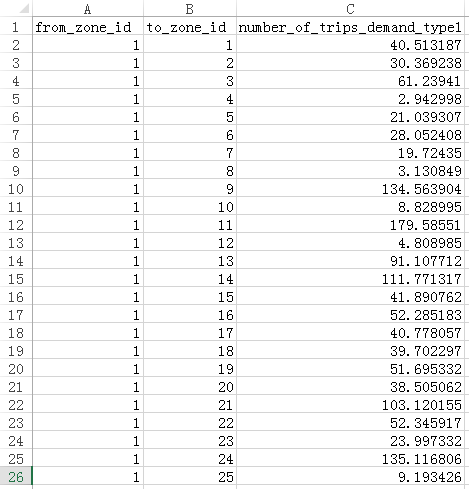 A B C
1 from_zone_id to_zone_id number_of_trips_demand_type1
2 1 1 40.513187
3 1 2 30.369238
4 1 3 61.23941
5 1 4 2.942998
6 1 5 21.039307
7 1 6 28.052408
8 1 7 19.72435
9 1 8 3.130849
10 1 9 134.563904
11 1 10 8.828995
12 1 11 179.58551
13 1 12 4.808985
14 1 13 91.107712
15 1 14 111.771317
16 1 15 41.890762
17 1 16 52.285183
18 1 17 40.778057
19 1 18 39.702297
20 1 19 51.695332
21 1 20 38.505062
22 1 21 103.120155
23 1 22 52.345917
24 1 23 23.997332
25 1 24 135.116806
26 1 25 9.193426